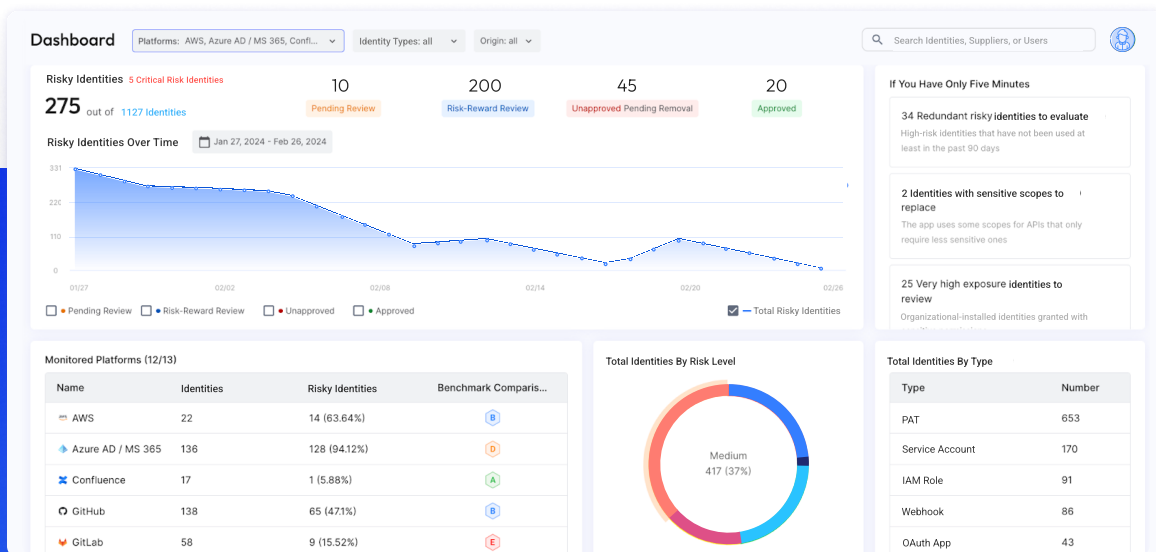 Dashboard
Platforms: AWS, Azure AD / MS 365, Confl...
Identity Types: all
Origin: all
Search Identities, Suppliers, or Users
Risky Identities 5 Critical Risk Identities
275 out of 1127 Identities
10
Pending Review
200
Risk-Reward Review
45
Unapproved Pending Removal
20
Approved
Risky Identities Over Time
Jan 27, 2024 - Feb 26, 2024
331
220
110
0
01/27 02/02 02/08 02/14 02/20 02/26
Pending Review Risk-Reward Review Unapproved Approved Total Risky Identities
If You Have Only Five Minutes
34 Redundant risky identities to evaluate
High-risk identities that have not been used at
least in the past 90 days
2 Identities with sensitive scopes to
replace
The app uses some scopes for APIs that only
require less sensitive ones
25 Very high exposure identities to
review
Organizational-installed identities granted with
Monitored Platforms (12/13)
Name Identities Risky Identities Benchmark Comparis...
AWS 22 14 (63.64%) B
Azure AD / MS 365 136 128 (94.12%) D
Confluence 17 1 (5.88%) A
GitHub 138 65 (47.1%) B
GitLab 58 9 (15.52%) E
Total Identities By Risk Level
Medium
417 (37%)
Total Identities By Type
Type Number
PAT 653
Service Account 170
IAM Role 91
Webhook 86
OAuth App 43